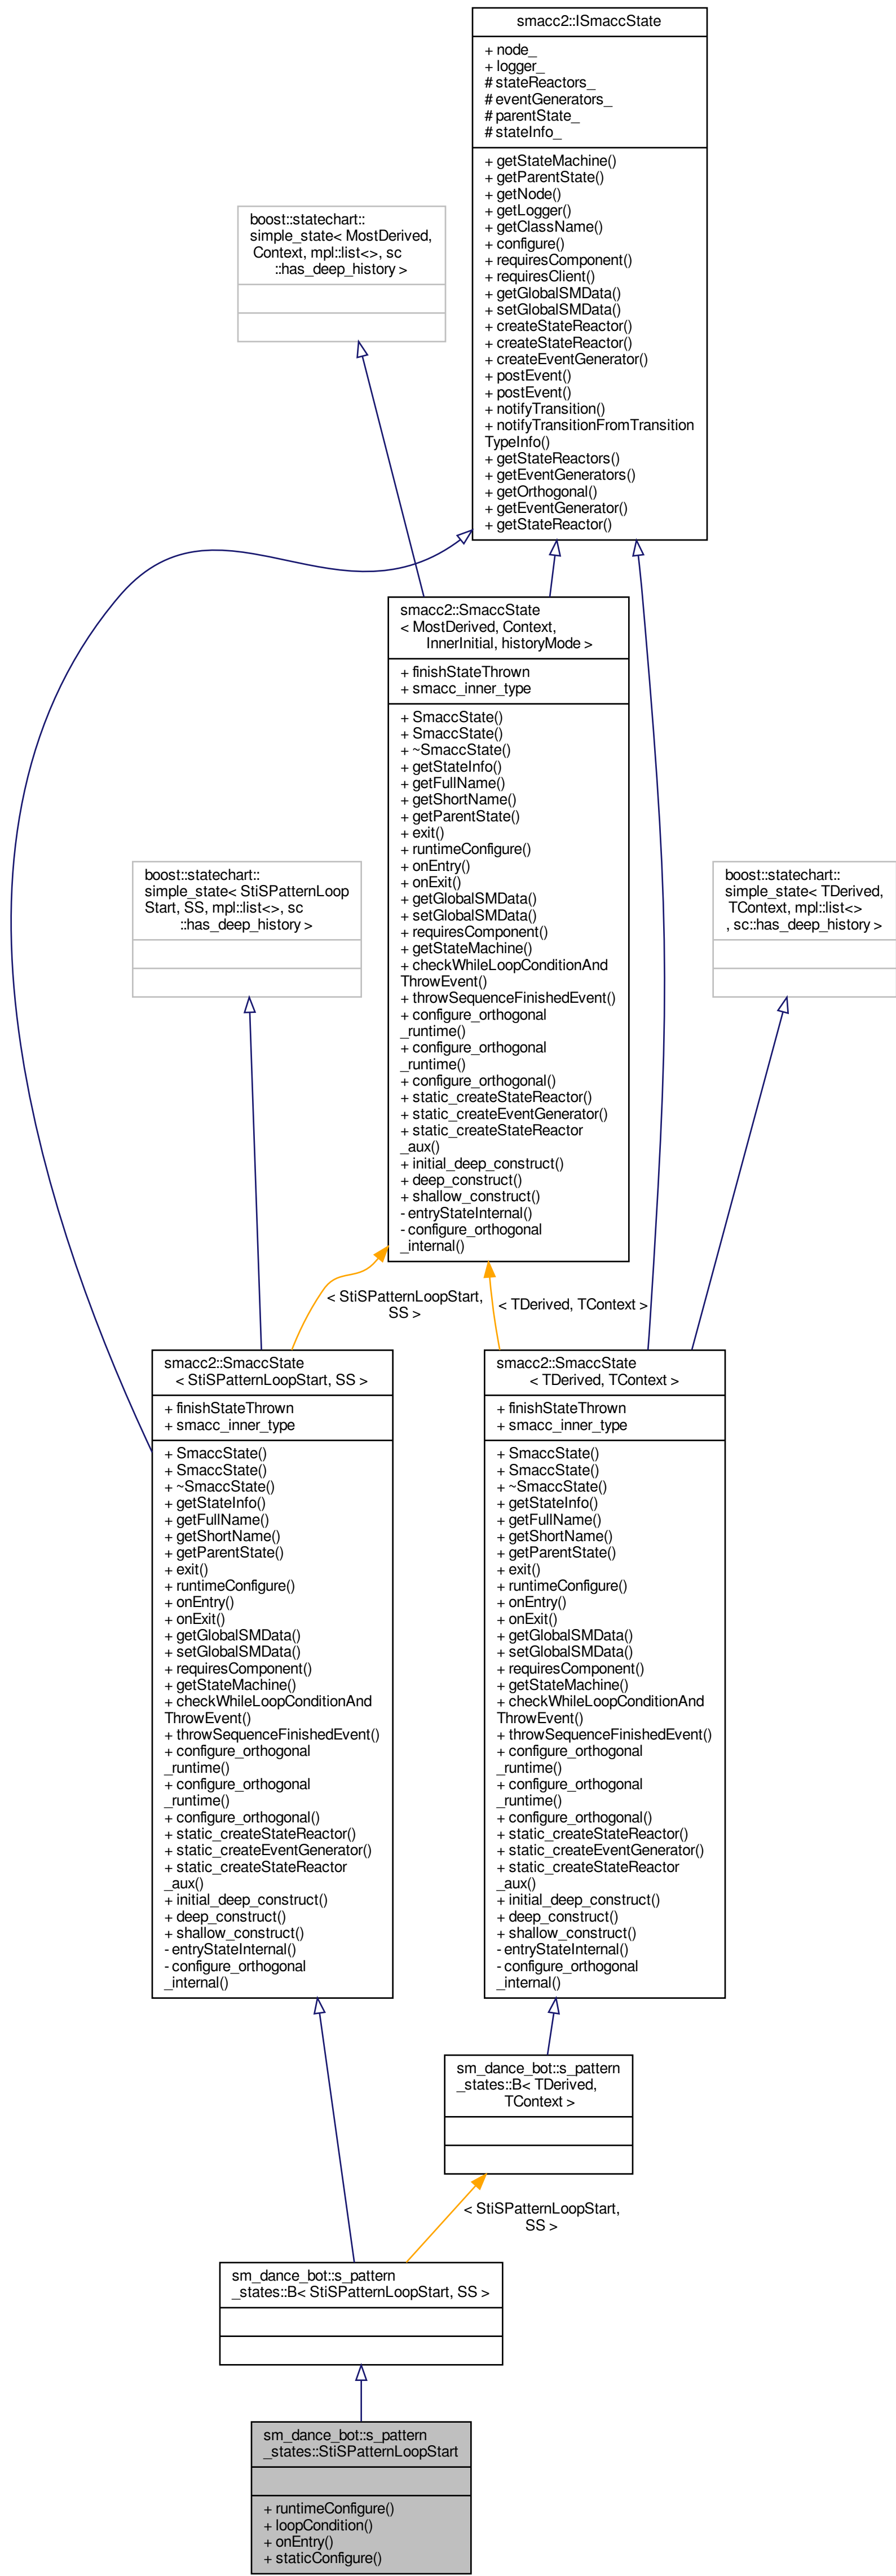 smacc2::ISmaccState
+ node_
+ logger_
# stateReactors_
# eventGenerators_
# parentState_
# stateInfo_
+ getStateMachine()
+ getParentState()
+ getNode()
+ getLogger()
+ getClassName()
+ configure()
+ requiresComponent()
+ requiresClient()
+ getGlobalSMData()
+ setGlobalSMData()
+ createStateReactor()
+ createStateReactor()
+ createEventGenerator()
+ postEvent()
+ postEvent()
+ notifyTransition()
+ notifyTransitionFromTransition
TypeInfo()
+ getStateReactors()
+ getEventGenerators()
+ getOrthogonal()
+ getEventGenerator()
+ getStateReactor()
boost::statechart::
simple_state< MostDerived,
Context, mpl::list<>, sc
::has_deep_history >
smacc2::SmaccState
< MostDerived, Context,
InnerInitial, historyMode >
+ finishStateThrown
+ smacc_inner_type
+ SmaccState()
+ SmaccState()
+ ~SmaccState()
+ getStateInfo()
+ getFullName()
+ getShortName()
+ getParentState()
+ exit()
+ runtimeConfigure()
+ onEntry()
+ onExit()
+ getGlobalSMData()
+ setGlobalSMData()
+ requiresComponent()
+ getStateMachine()
+ checkWhileLoopConditionAnd
ThrowEvent()
+ throwSequenceFinishedEvent()
+ configure_orthogonal
_runtime()
+ configure_orthogonal
_runtime()
+ configure_orthogonal()
+ static_createStateReactor()
+ static_createEventGenerator()
+ static_createStateReactor
_aux()
+ initial_deep_construct()
+ deep_construct()
+ shallow_construct()
- entryStateInternal()
- configure_orthogonal
_internal()
boost::statechart::
simple_state< StiSPatternLoop
Start, SS, mpl::list<>, sc
::has_deep_history >
boost::statechart::
simple_state< TDerived,
TContext, mpl::list<>
, sc::has_deep_history >
< StiSPatternLoopStart,
SS >
< TDerived, TContext >
smacc2::SmaccState
< StiSPatternLoopStart, SS >
+ finishStateThrown
+ smacc_inner_type
+ SmaccState()
+ SmaccState()
+ ~SmaccState()
+ getStateInfo()
+ getFullName()
+ getShortName()
+ getParentState()
+ exit()
+ runtimeConfigure()
+ onEntry()
+ onExit()
+ getGlobalSMData()
+ setGlobalSMData()
+ requiresComponent()
+ getStateMachine()
+ checkWhileLoopConditionAnd
ThrowEvent()
+ throwSequenceFinishedEvent()
+ configure_orthogonal
_runtime()
+ configure_orthogonal
_runtime()
+ configure_orthogonal()
+ static_createStateReactor()
+ static_createEventGenerator()
+ static_createStateReactor
_aux()
+ initial_deep_construct()
+ deep_construct()
+ shallow_construct()
- entryStateInternal()
- configure_orthogonal
_internal()
smacc2::SmaccState
< TDerived, TContext >
+ finishStateThrown
+ smacc_inner_type
+ SmaccState()
+ SmaccState()
+ ~SmaccState()
+ getStateInfo()
+ getFullName()
+ getShortName()
+ getParentState()
+ exit()
+ runtimeConfigure()
+ onEntry()
+ onExit()
+ getGlobalSMData()
+ setGlobalSMData()
+ requiresComponent()
+ getStateMachine()
+ checkWhileLoopConditionAnd
ThrowEvent()
+ throwSequenceFinishedEvent()
+ configure_orthogonal
_runtime()
+ configure_orthogonal
_runtime()
+ configure_orthogonal()
+ static_createStateReactor()
+ static_createEventGenerator()
+ static_createStateReactor
_aux()
+ initial_deep_construct()
+ deep_construct()
+ shallow_construct()
- entryStateInternal()
- configure_orthogonal
_internal()
sm_dance_bot::s_pattern
_states::B< TDerived,
TContext >
< StiSPatternLoopStart,
SS >
sm_dance_bot::s_pattern
_states::B< StiSPatternLoopStart, SS >
sm_dance_bot::s_pattern
_states::StiSPatternLoopStart
+ runtimeConfigure()
+ loopCondition()
+ onEntry()
+ staticConfigure()